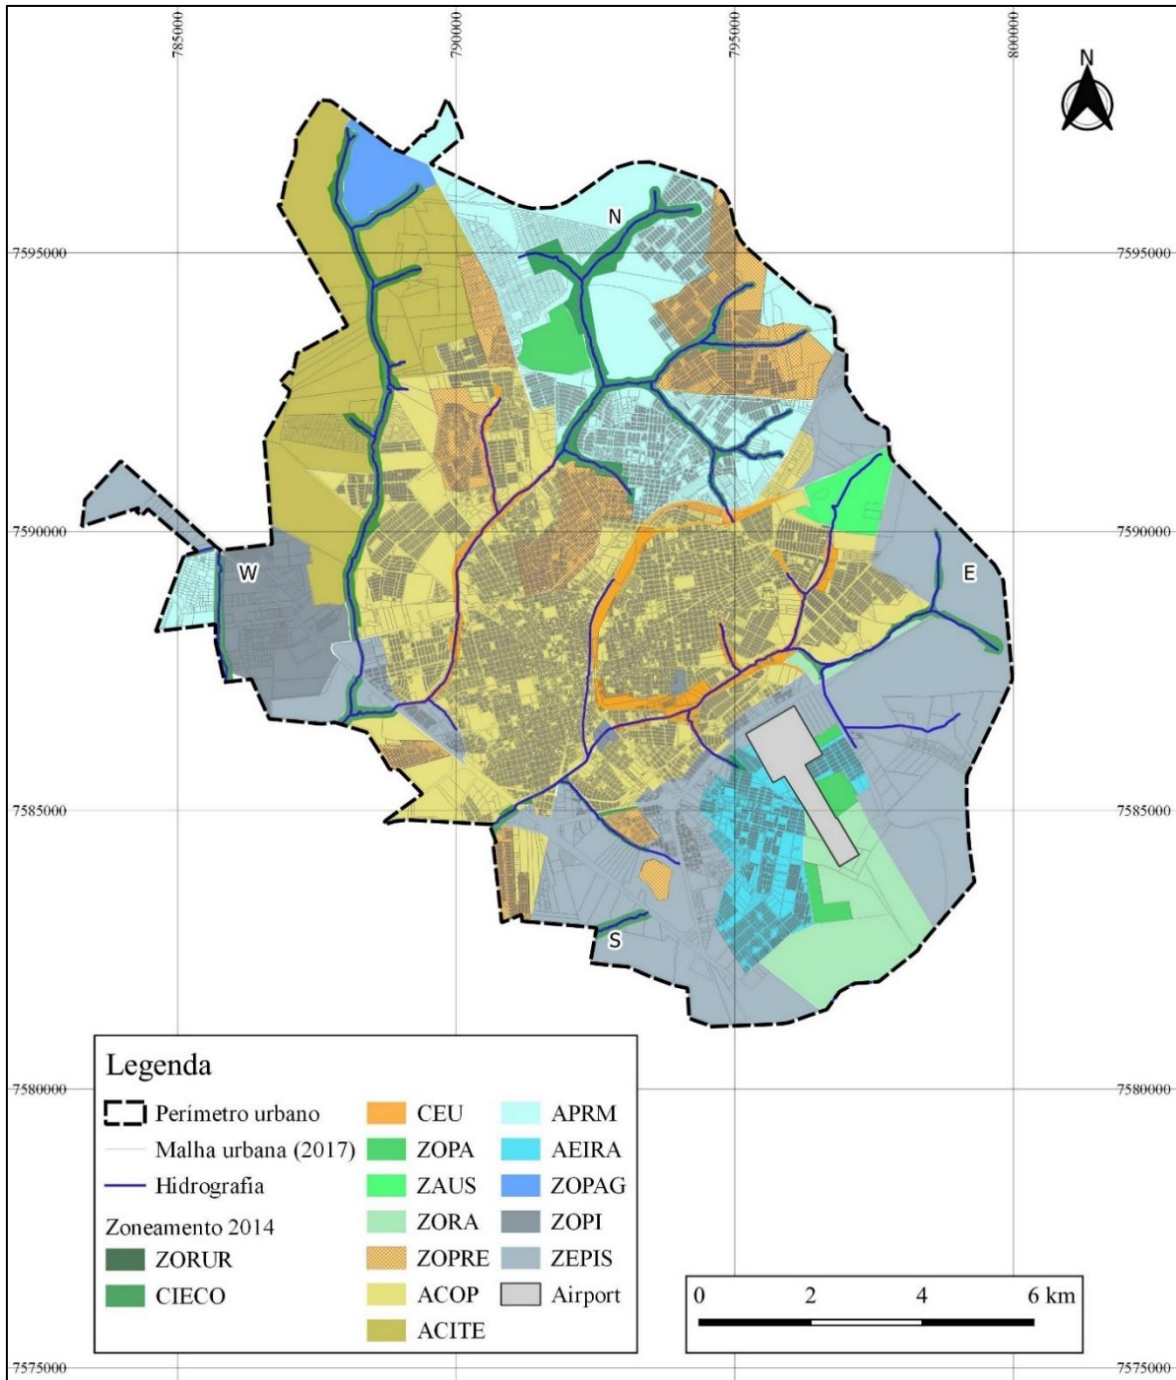 785000
790000
795000
800000
N
7595000
7595000
N
7590000
7590000
W
E
7585000
7585000
S
Legenda
Perímetro urbano
Malha urbana (2017)
Hidrografia
Zoneamento 2014
ZORUR
CIECO
CEU
ZOPA
ZAUS
ZORA
ZOPRE
ACOP
ACITE
APRM
AEIRA
ZOPAG
ZOPI
ZEPIS
Airport
7580000
7580000
0 2 4 6 km
7575000
7575000